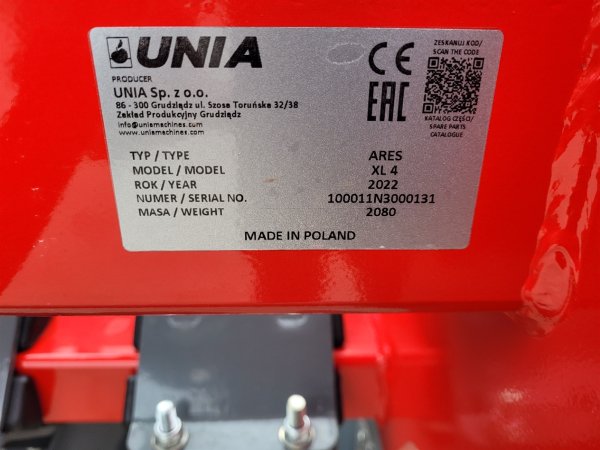 UNIA
PRODUCER
UNIA Sp. z o.o.
86 - 300 Grudziądz ul. Szosa Toruńska 32/38
Zakład Produkcyjny Grudziądz
info@uniamachines.com
www.uniamachines.com
CE
EAC
ZESKANUJ KOD/
SCAN THE CODE
KATALOG CZĘŚCI/
SPARE PARTS
CATALOGUE
TYP / TYPE ARES
MODEL / MODEL XL 4
ROK / YEAR 2022
NUMER / SERIAL NO. 100011N3000131
MASA / WEIGHT 2080
MADE IN POLAND